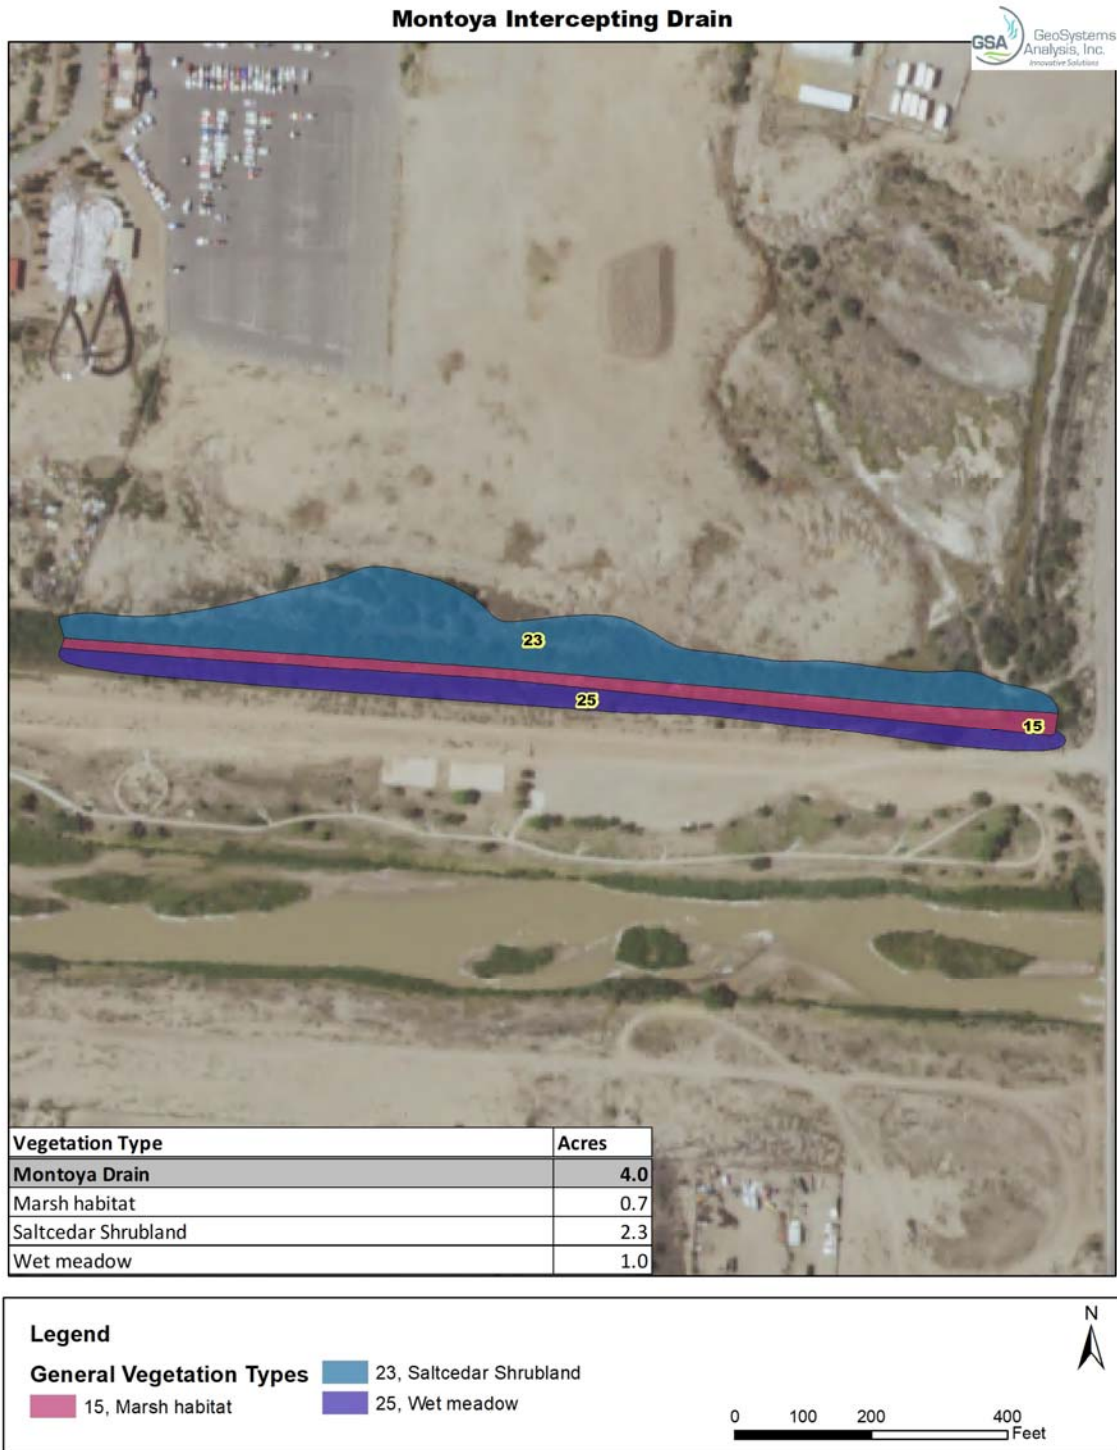 Montoya Intercepting Drain
GSA
GeoSystems
Analysis, Inc.
Innovative Solutions
23
25
15
Vegetation Type Acres
Montoya Drain 4.0
Marsh habitat 0.7
Saltcedar Shrubland 2.3
Wet meadow 1.0
Legend
General Vegetation Types
15, Marsh habitat
23, Saltcedar Shrubland
25, Wet meadow
N
0 100 200 400
Feet